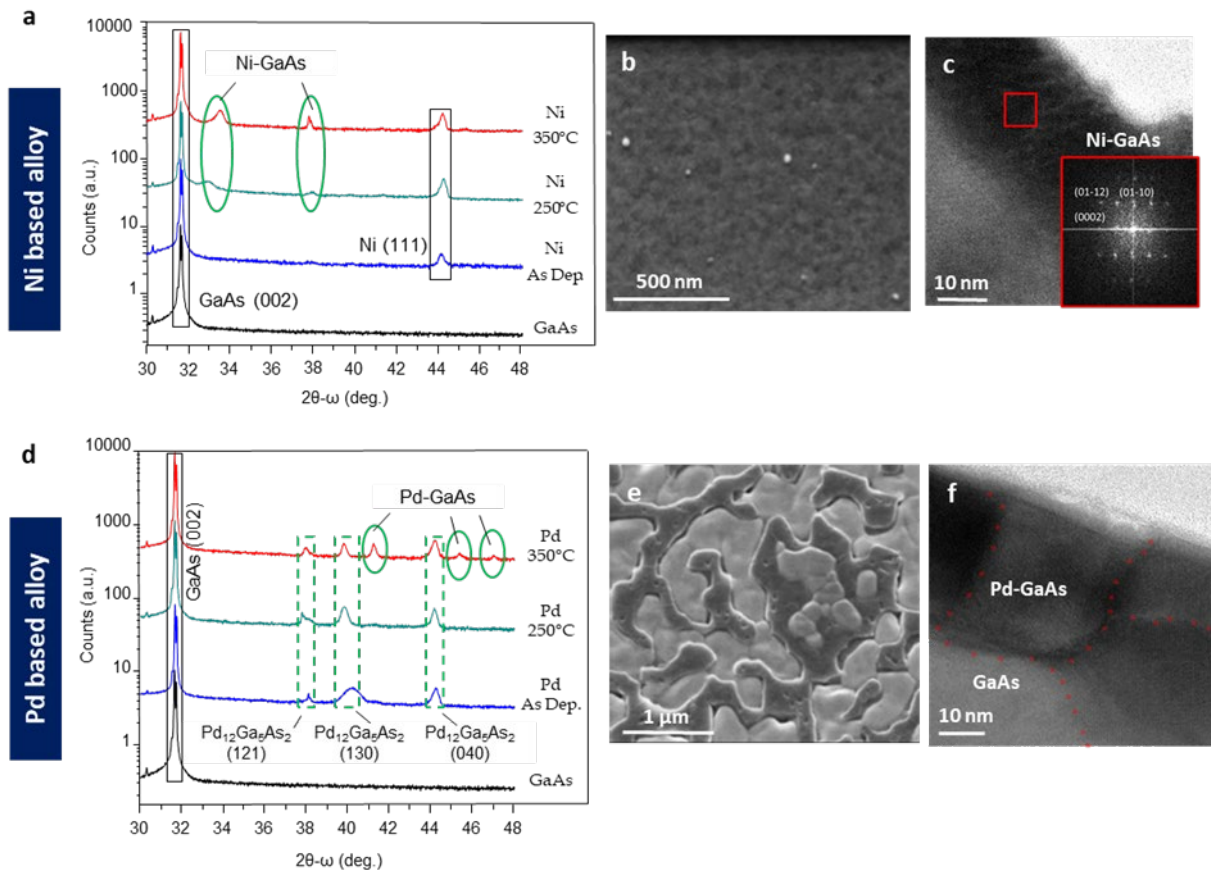 a
Ni based alloy
Counts (a.u.)
10000
1000
100
10
1
Ni-GaAs
Ni
350°C
Ni
250°C
Ni (111)
Ni
As Dep
GaAs (002)
GaAs
30 32 34 36 38 40 42 44 46 48
2θ-ω (deg.)
b
500 nm
c
Ni-GaAs
(01-12) (01-10)
(0002)
10 nm
d
Pd based alloy
Counts (a.u.)
10000
1000
100
10
1
GaAs (002)
Pd-GaAs
Pd
350°C
Pd
250°C
Pd
As Dep.
Pd₁₂Ga₅As₂
(121)
Pd₁₂Ga₅As₂
(130)
Pd₁₂Ga₅As₂
(040)
GaAs
30 32 34 36 38 40 42 44 46 48
2θ-ω (deg.)
e
1 µm
f
Pd-GaAs
GaAs
10 nm